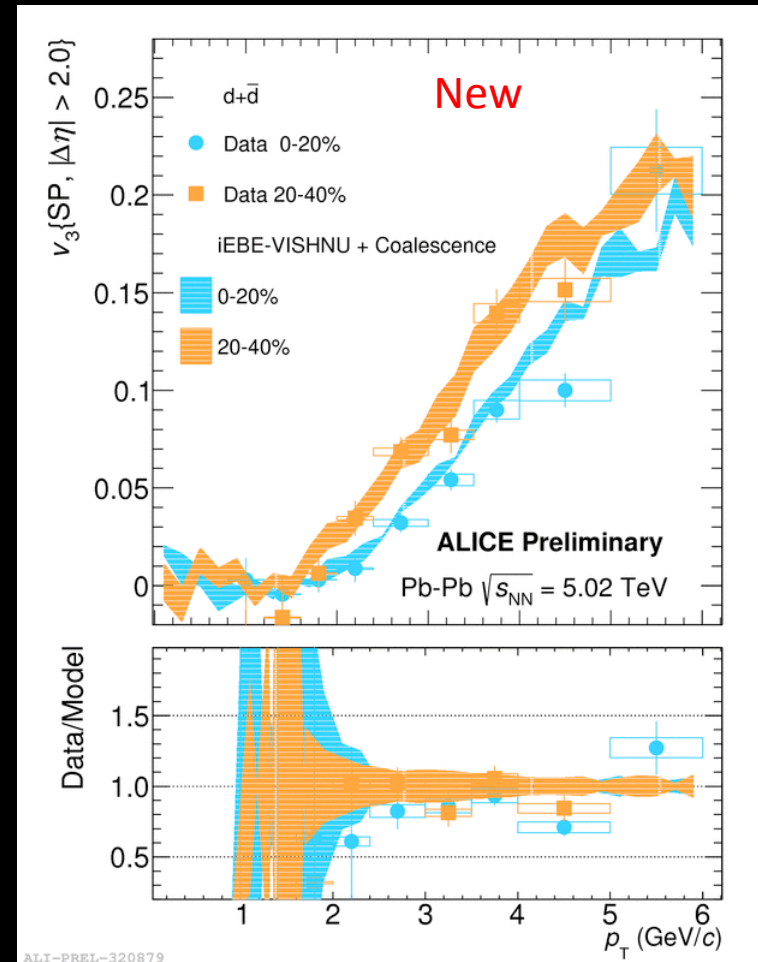 New
v₃{SP, |Δη| > 2.0}
0.25
0.2
0.15
0.1
0.05
0
d+d̅
Data 0-20%
Data 20-40%
iEBE-VISHNU + Coalescence
0-20%
20-40%
ALICE Preliminary
Pb-Pb √sNN = 5.02 TeV
Data/Model
1.5
1.0
0.5
1 2 3 4 5 6
pT (GeV/c)
ALI-PREL-320879